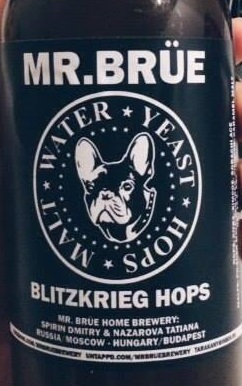 MR.BRÜE
MALT ★ WATER ★ YEAST ★ HOPS
BLITZKRIEG HOPS
MR. BRÜE HOME BREWERY:
SPIRIN DMITRY & NAZAROVA TATIANA
RUSSIA/MOSCOW - HUNGARY/BUDAPEST
UNTAPPD.COM/MRBRUEBREWERY